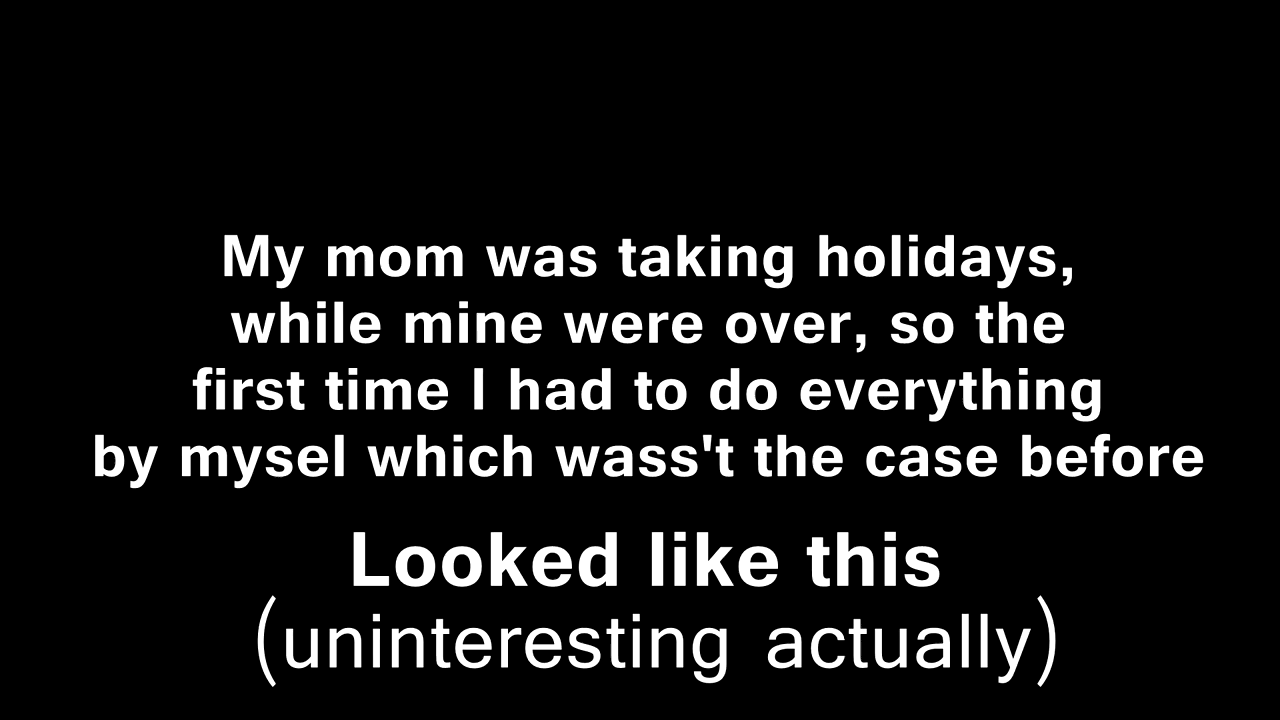 My mom was taking holidays,
while mine were over, so the
first time I had to do everything
by mysel which wass't the case before
Looked like this
(uninteresting actually)